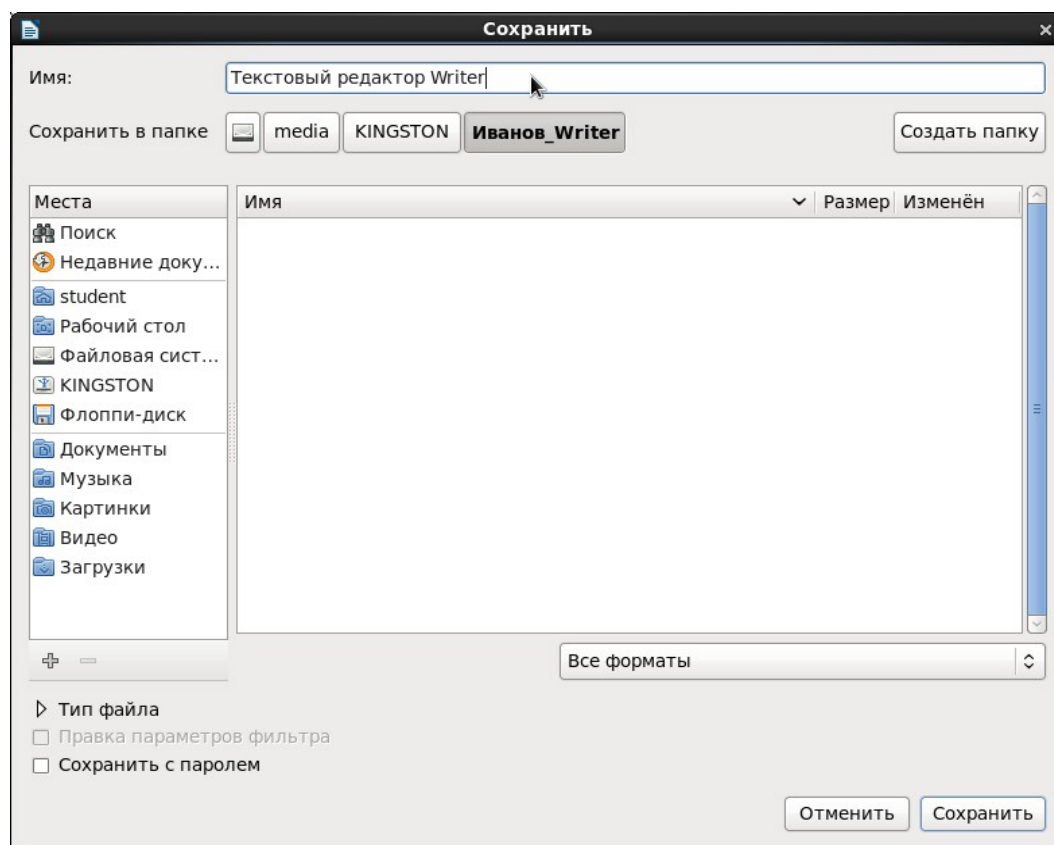 Сохранить
Имя: Текстовый редактор Writer
Сохранить в папке media KINGSTON Иванов_Writer Создать папку
Места Имя Размер Изменён
Поиск
Недавние доку...
student
Рабочий стол
Файловая сист...
KINGSTON
Флоппи-диск
Документы
Музыка
Картинки
Видео
Загрузки
Все форматы
Тип файла
Правка параметров фильтра
Сохранить с паролем
Отменить Сохранить